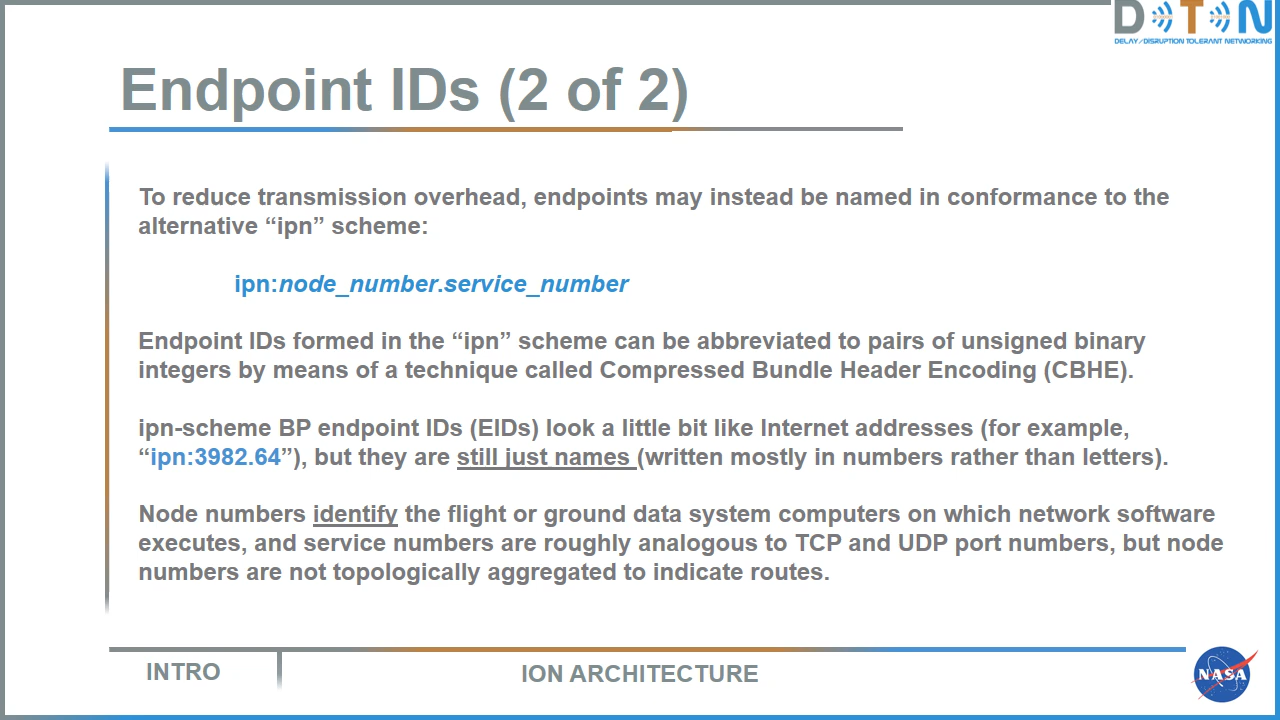 D T N
DELAY/DISRUPTION TOLERANT NETWORKING
Endpoint IDs (2 of 2)
To reduce transmission overhead, endpoints may instead be named in conformance to the
alternative “ipn” scheme:
ipn:node_number.service_number
Endpoint IDs formed in the “ipn” scheme can be abbreviated to pairs of unsigned binary
integers by means of a technique called Compressed Bundle Header Encoding (CBHE).
ipn-scheme BP endpoint IDs (EIDs) look a little bit like Internet addresses (for example,
“ipn:3982.64”), but they are still just names (written mostly in numbers rather than letters).
Node numbers identify the flight or ground data system computers on which network software
executes, and service numbers are roughly analogous to TCP and UDP port numbers, but node
numbers are not topologically aggregated to indicate routes.
INTRO
ION ARCHITECTURE
NASA